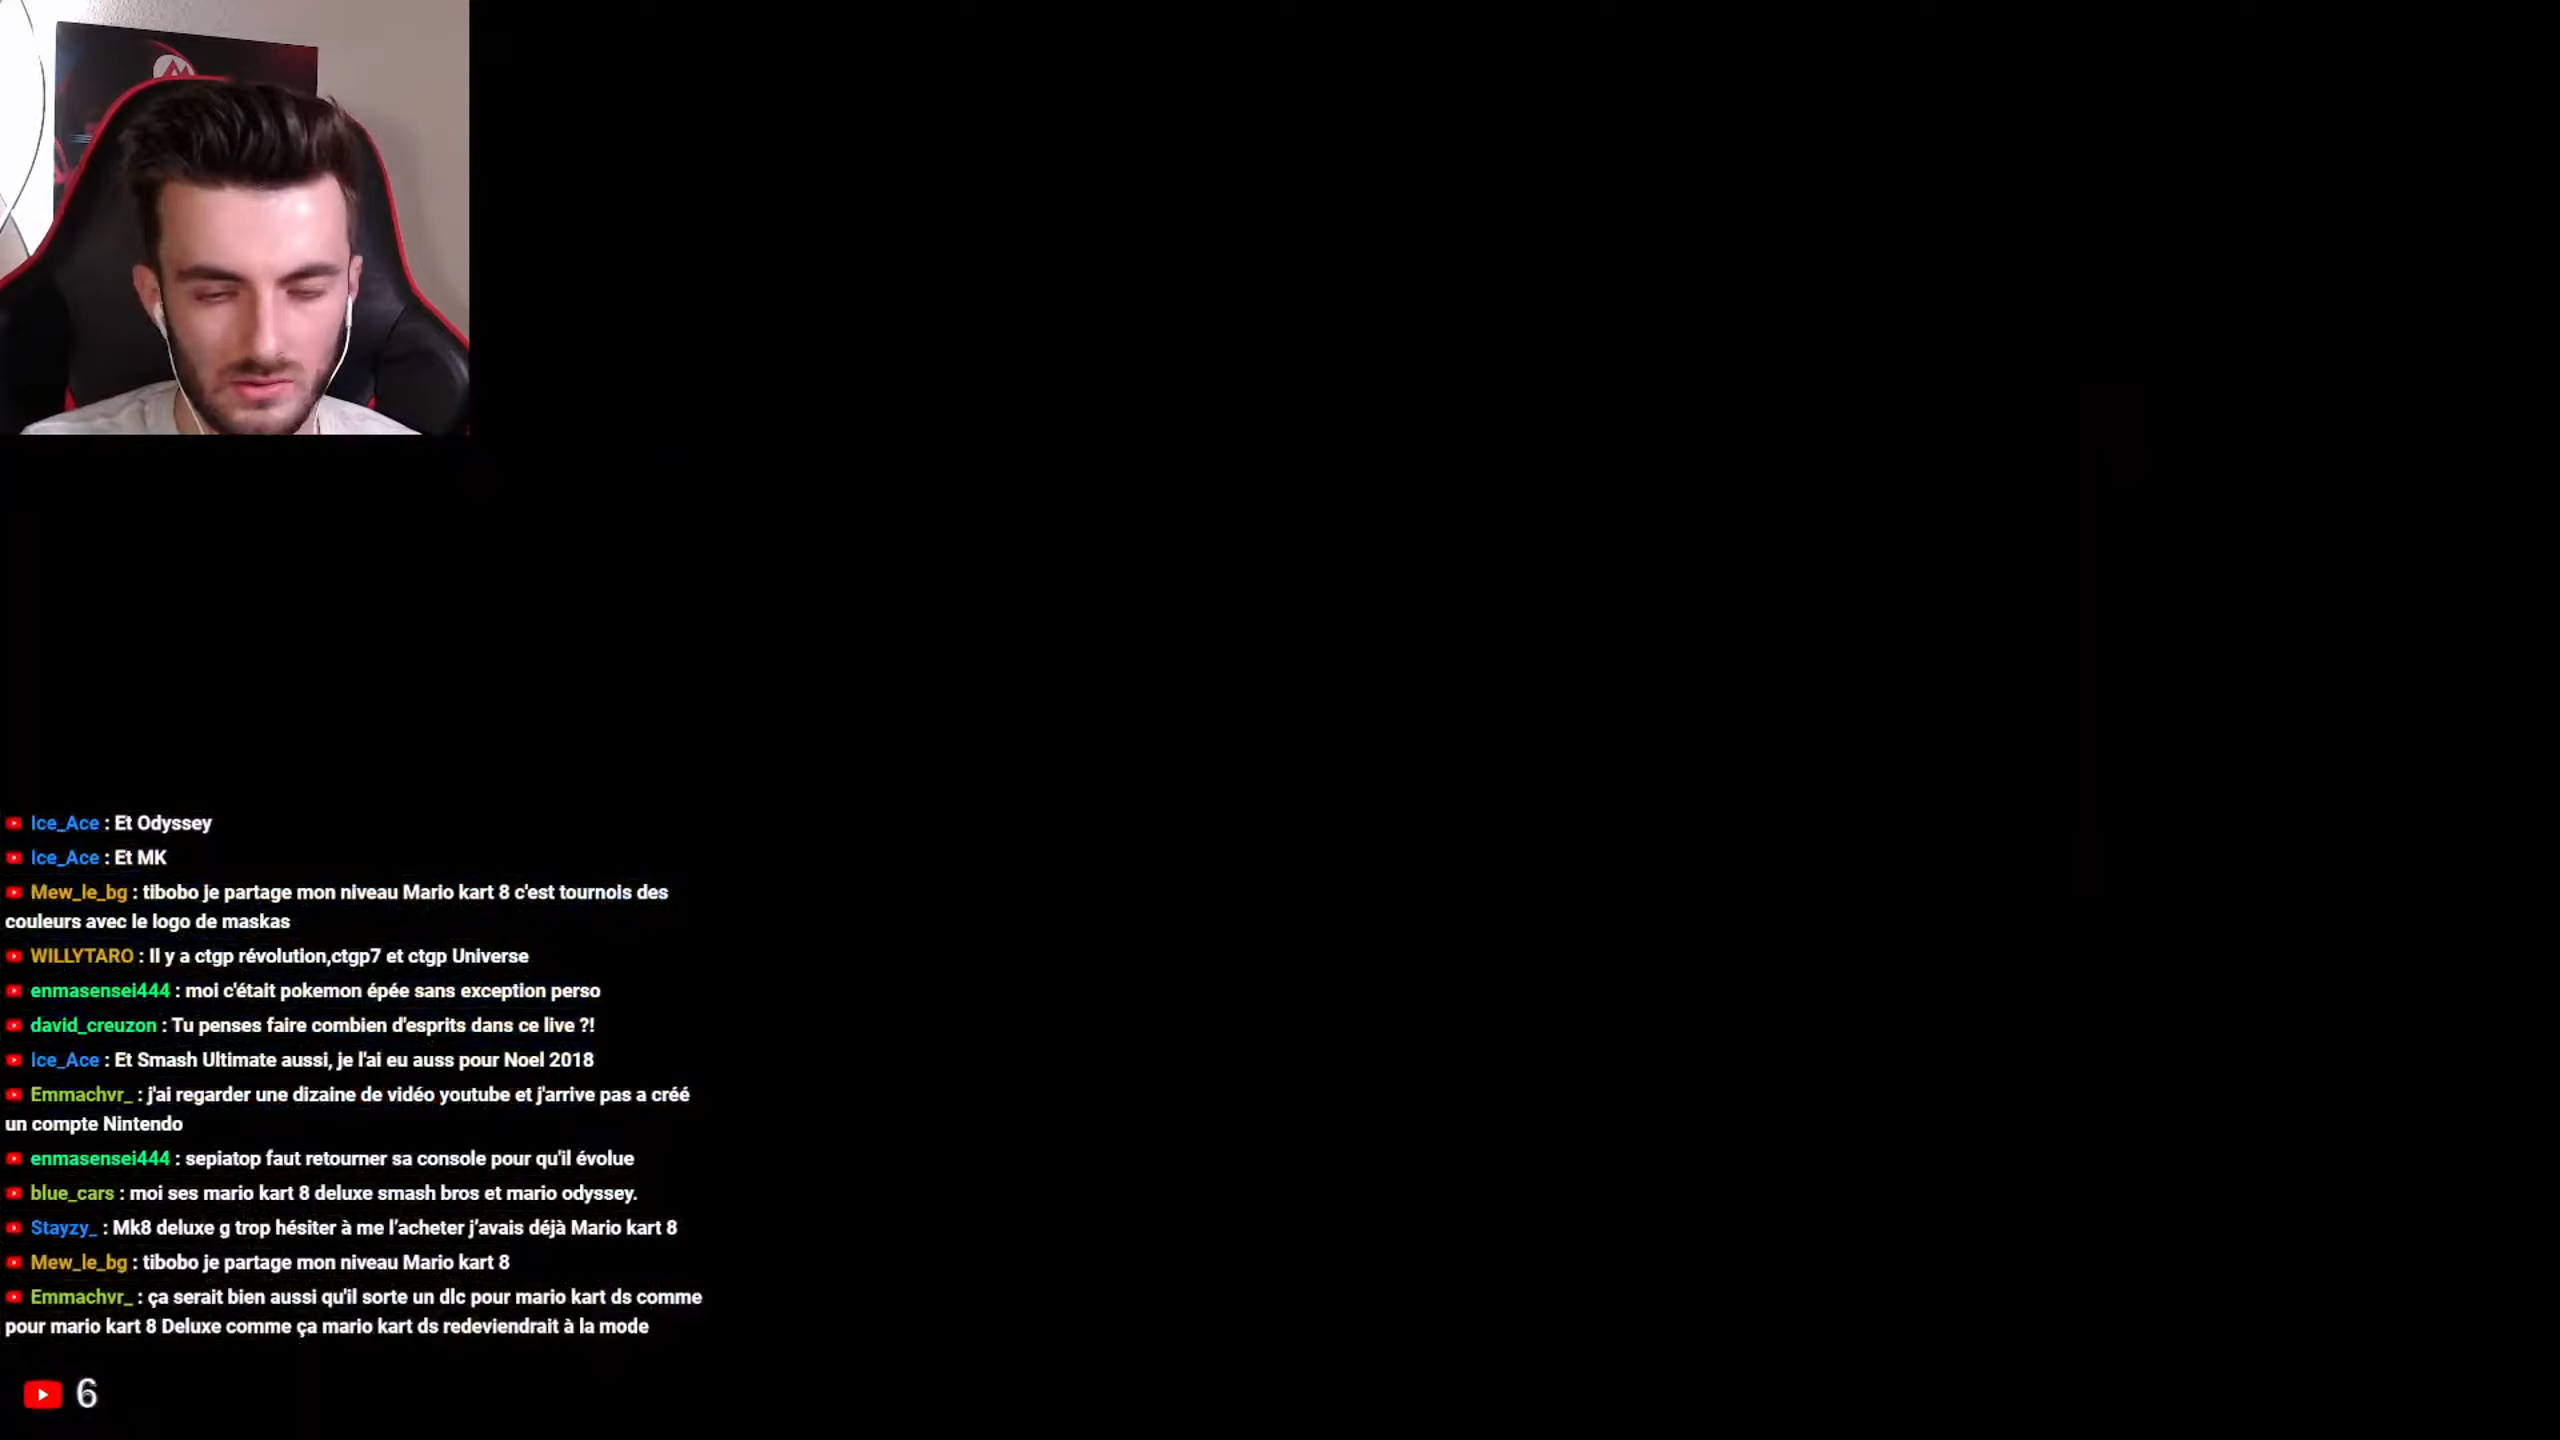 Ice_Ace : Et Odyssey
Ice_Ace : Et MK
Mew_le_bg : tibobo je partage mon niveau Mario kart 8 c'est tournois des
couleurs avec le logo de maskas
WILLYTARO : Il y a ctgp révolution,ctgp7 et ctgp Universe
enmasensei444 : moi c'était pokemon épée sans exception perso
david_creuzon : Tu penses faire combien d'esprits dans ce live ?!
Ice_Ace : Et Smash Ultimate aussi, je l'ai eu auss pour Noel 2018
Emmachvr_ : j'ai regarder une dizaine de vidéo youtube et j'arrive pas a créé
un compte Nintendo
enmasensei444 : sepiatop faut retourner sa console pour qu'il évolue
blue_cars : moi ses mario kart 8 deluxe smash bros et mario odyssey.
Stayzy_ : Mk8 deluxe g trop hésiter à me l’acheter j’avais déjà Mario kart 8
Mew_le_bg : tibobo je partage mon niveau Mario kart 8
Emmachvr_ : ça serait bien aussi qu'il sorte un dlc pour mario kart ds comme
pour mario kart 8 Deluxe comme ça mario kart ds redeviendrait à la mode
6